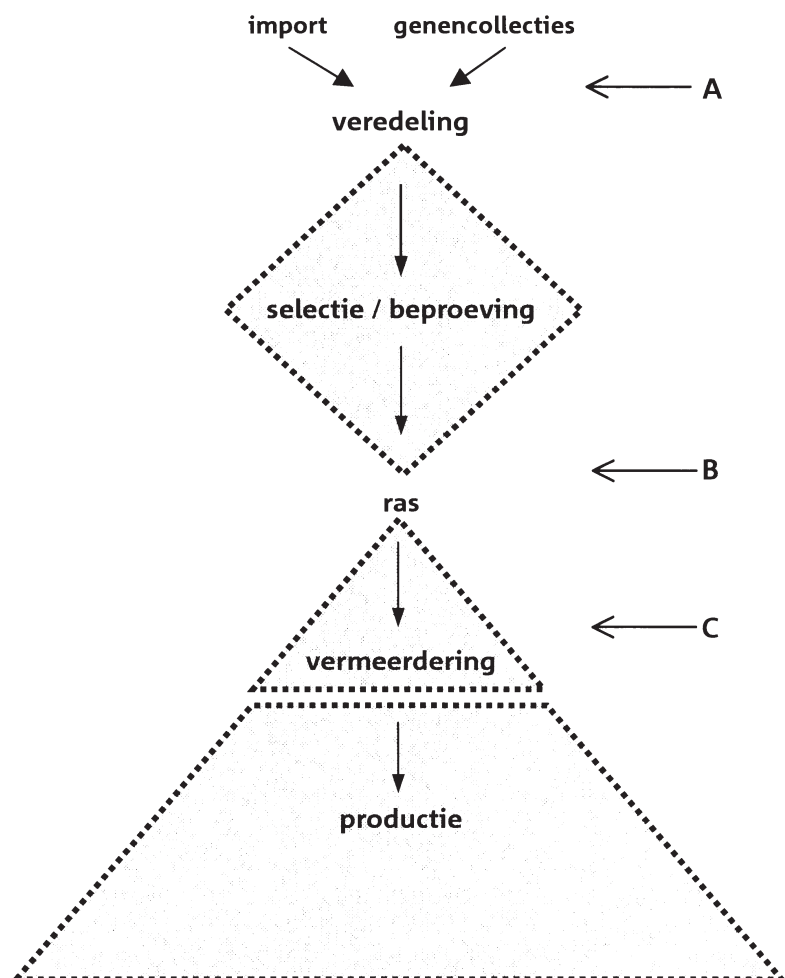 import genencollecties
A
veredeling
selectie / beproeving
B
ras
C
vermeerdering
productie